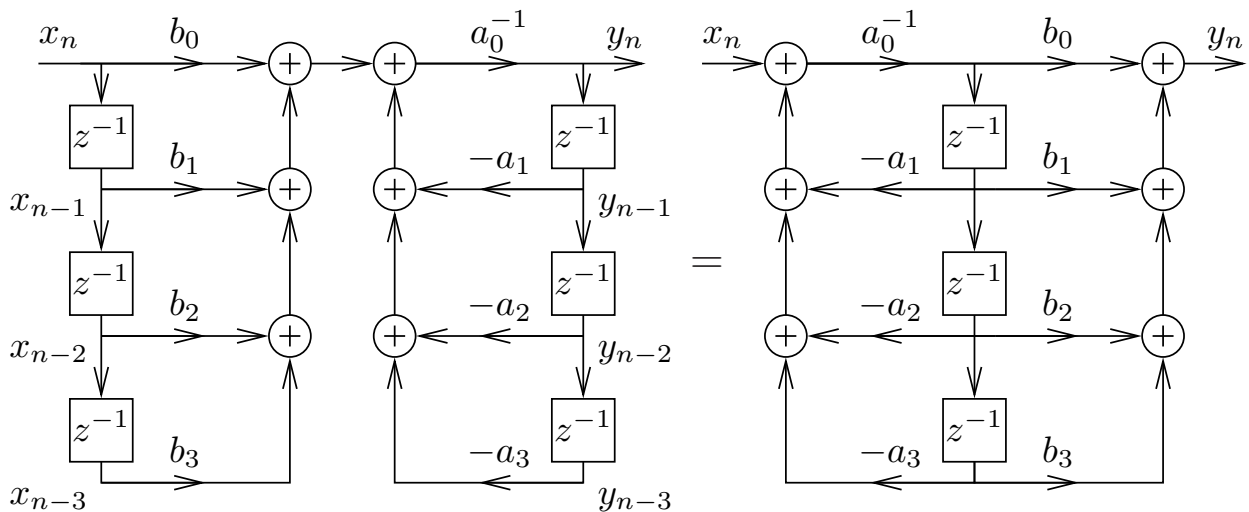 x_n b_0 + + a_0^{-1} y_n x_n + a_0^{-1} b_0 + y_n
z^{-1} z^{-1} z^{-1}
b_1 + + -a_1 + -a_1 b_1 +
x_{n-1} y_{n-1}
z^{-1} z^{-1} = z^{-1}
b_2 + + -a_2 + -a_2 b_2 +
x_{n-2} y_{n-2}
z^{-1} z^{-1} z^{-1}
b_3 -a_3 -a_3 b_3
x_{n-3} y_{n-3}